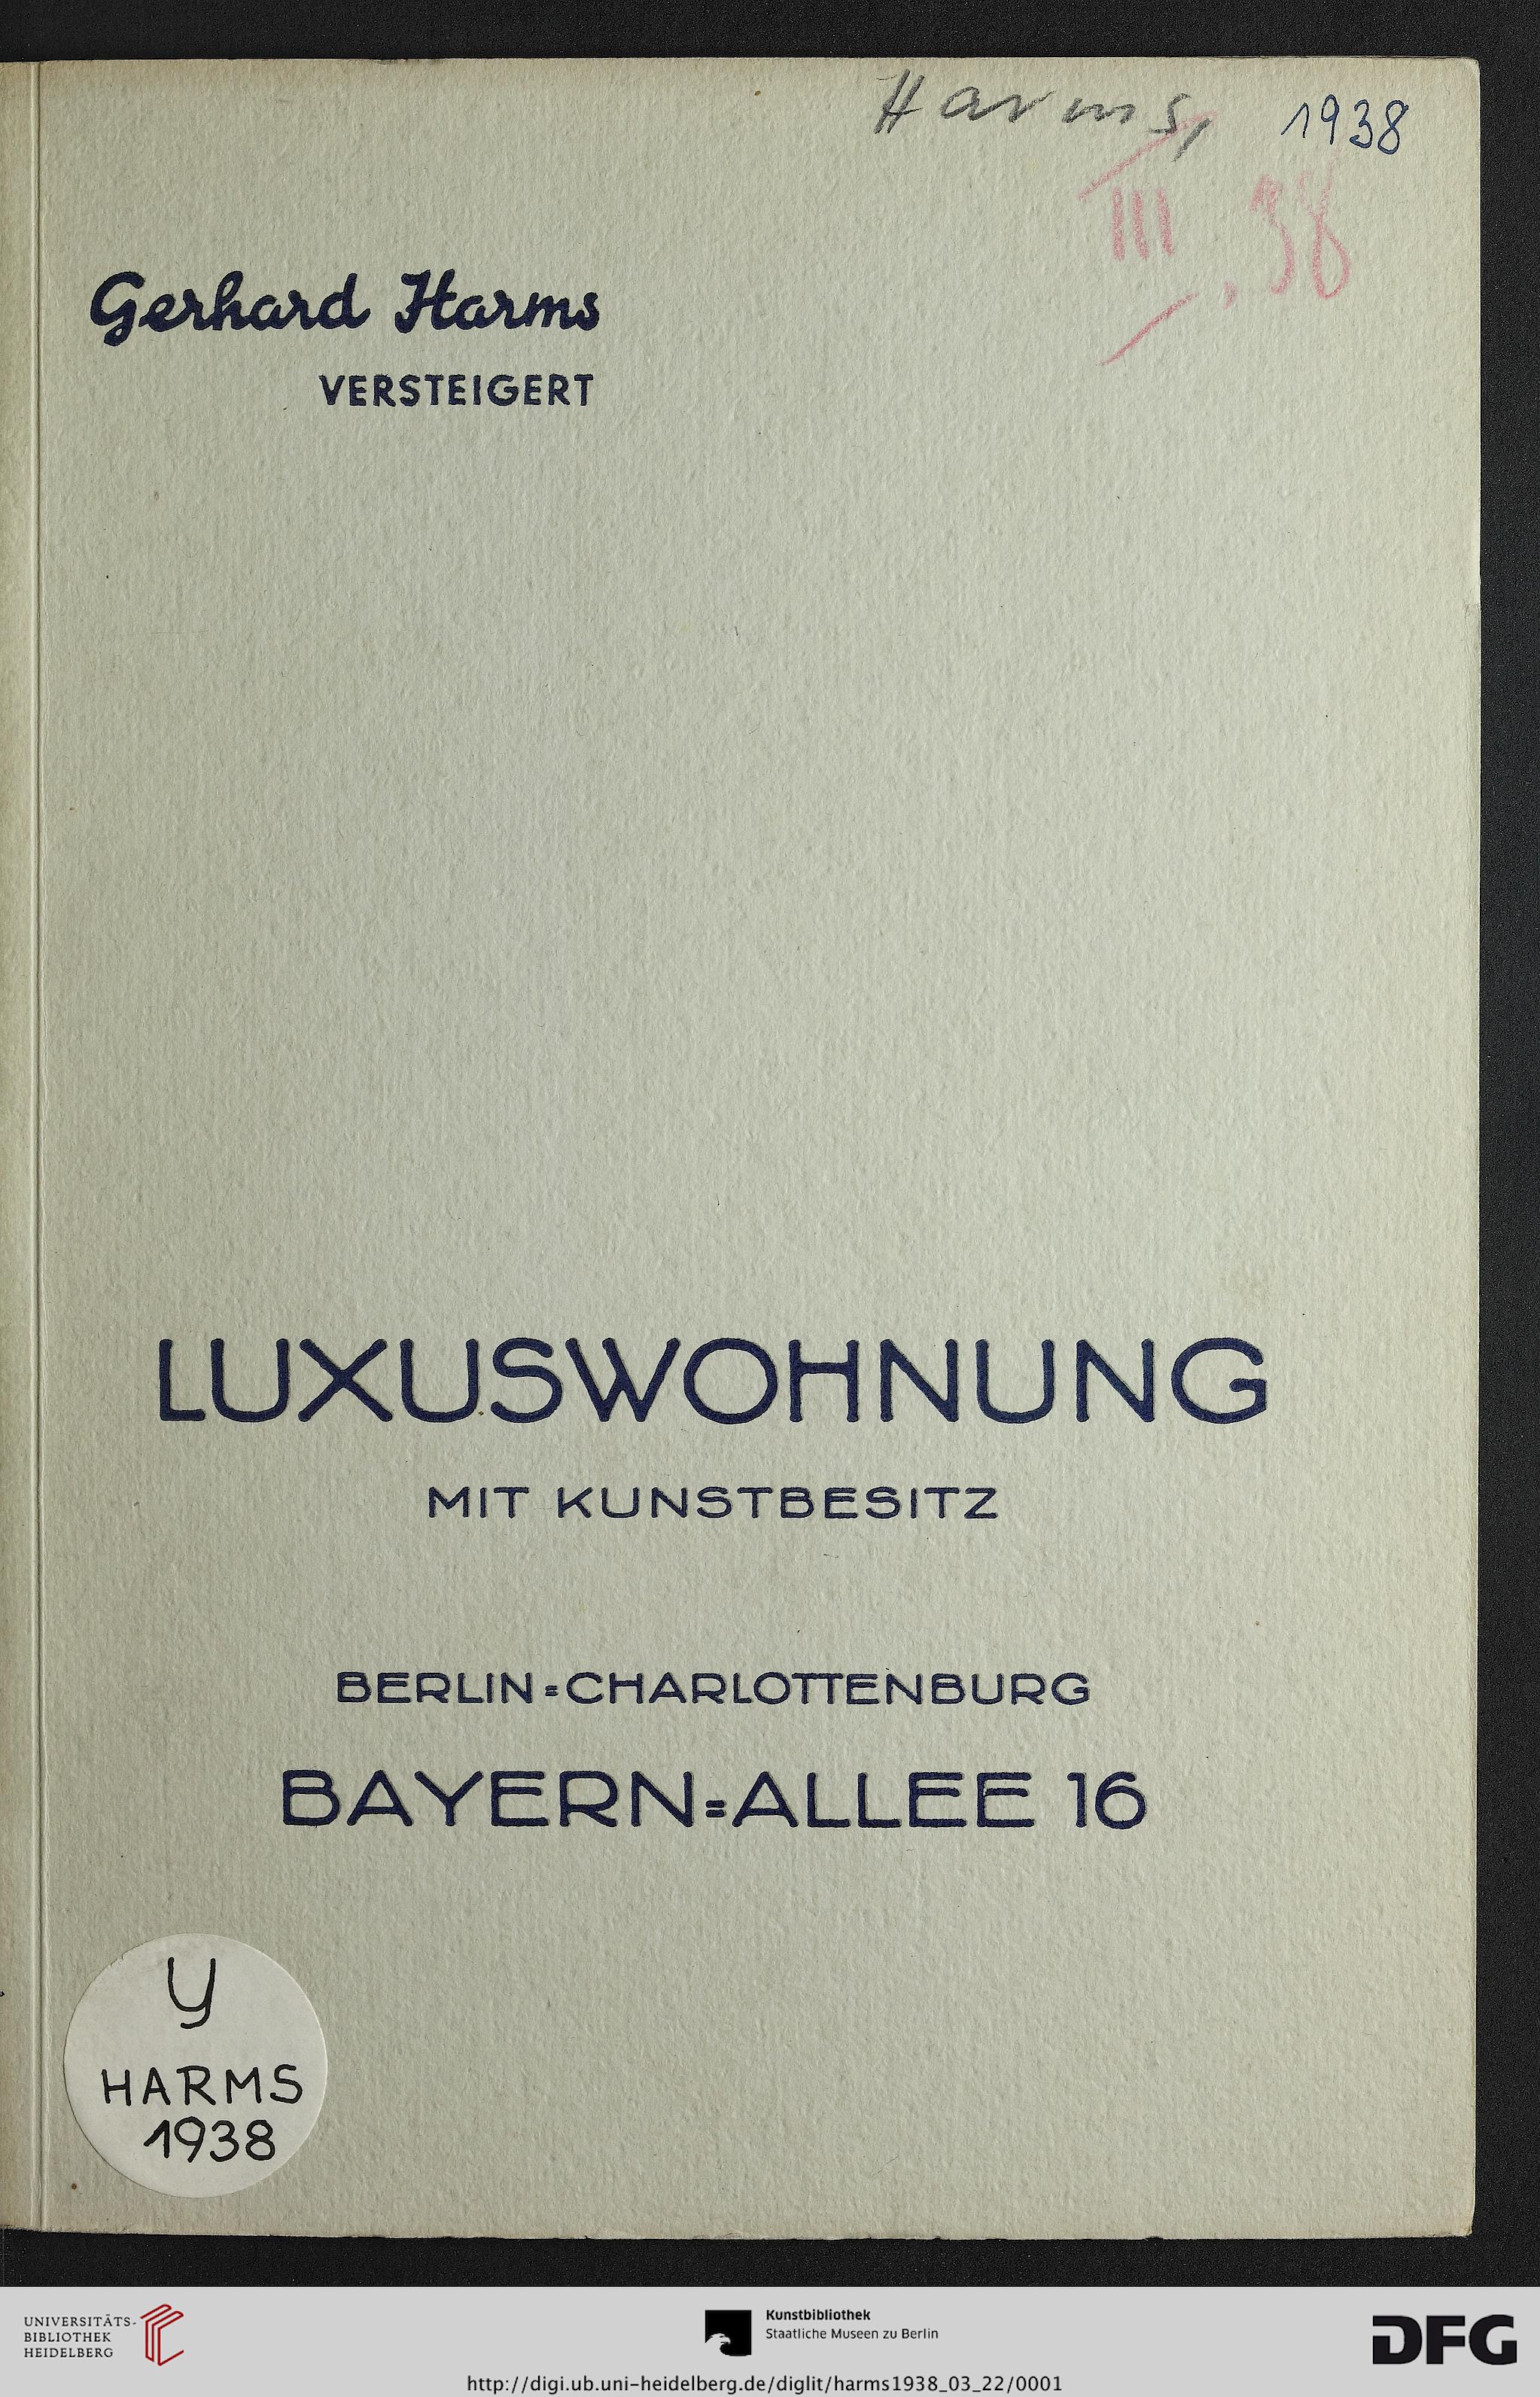 Harms, 1938
III. 38
Gerhard Harms
VERSTEIGERT
LUXUSWOHNUNG
MIT KUNSTBESITZ
BERLIN=CHARLOTTENBURG
BAYERN=ALLEE 16
y
HARMS
1938
UNIVERSITÄTS-
BIBLIOTHEK
HEIDELBERG
Kunstbibliothek
Staatliche Museen zu Berlin
DFG
http://digi.ub.uni-heidelberg.de/diglit/harms1938_03_22/0001